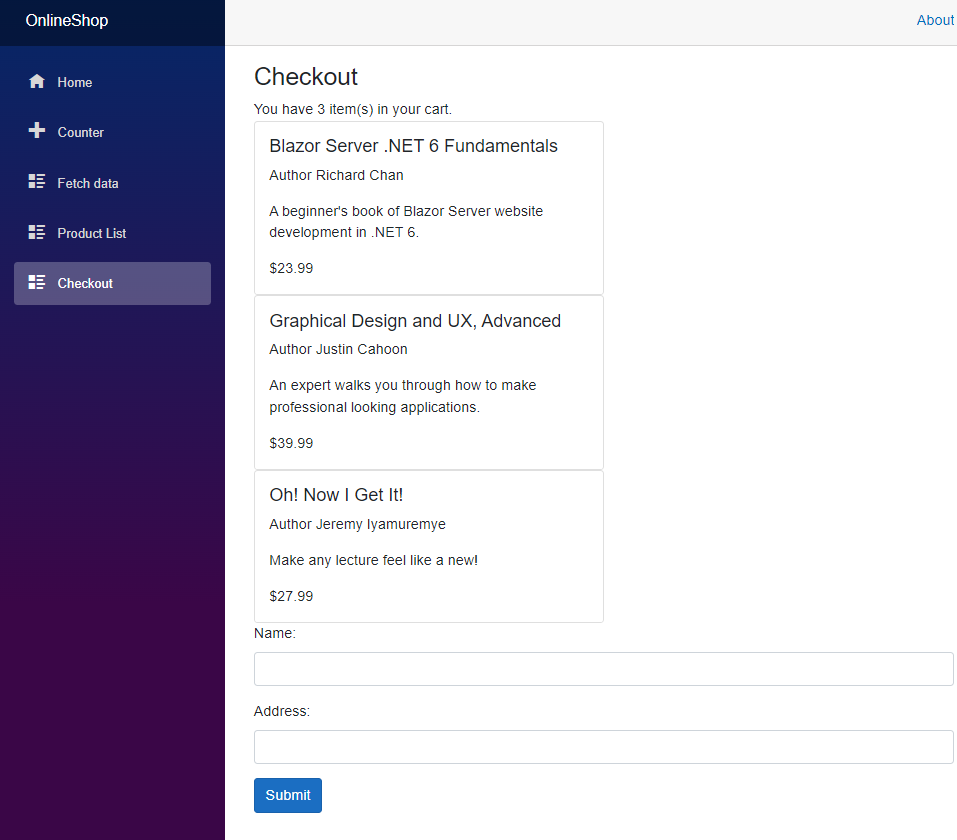 OnlineShop
About
Home
Counter
Fetch data
Product List
Checkout
Checkout
You have 3 item(s) in your cart.
Blazor Server .NET 6 Fundamentals
Author Richard Chan
A beginner's book of Blazor Server website
development in .NET 6.
$23.99
Graphical Design and UX, Advanced
Author Justin Cahoon
An expert walks you through how to make
professional looking applications.
$39.99
Oh! Now I Get It!
Author Jeremy Iyamuremye
Make any lecture feel like a new!
$27.99
Name:
Address:
Submit